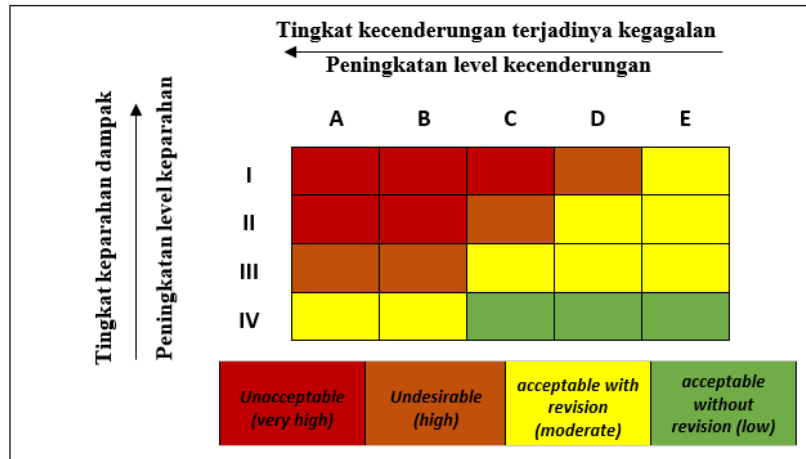 Tingkat kecenderungan terjadinya kegagalan
Peningkatan level kecenderungan
Tingkat keparahan dampak
Peningkatan level keparahan
A B C D E
I
II
III
IV
Unacceptable
(very high)
Undesirable
(high)
acceptable with
revision
(moderate)
acceptable
without
revision (low)